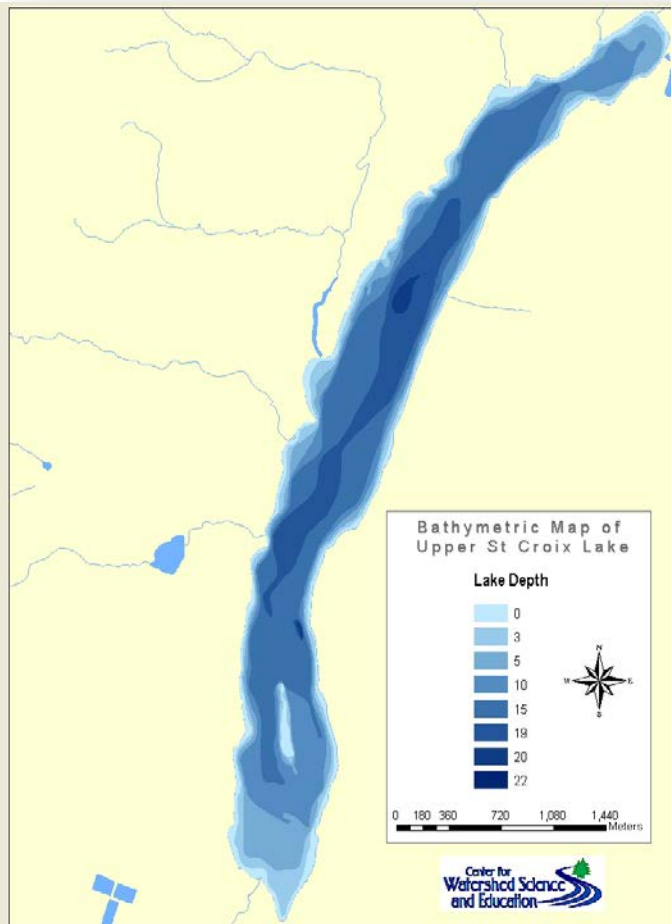 Bathymetric Map of
Upper St Croix Lake
Lake Depth
0
3
5
10
15
19
20
22
N
W E
S
0 180 360 720 1,080 1,440
Meters
Center for
Watershed Science
and Education